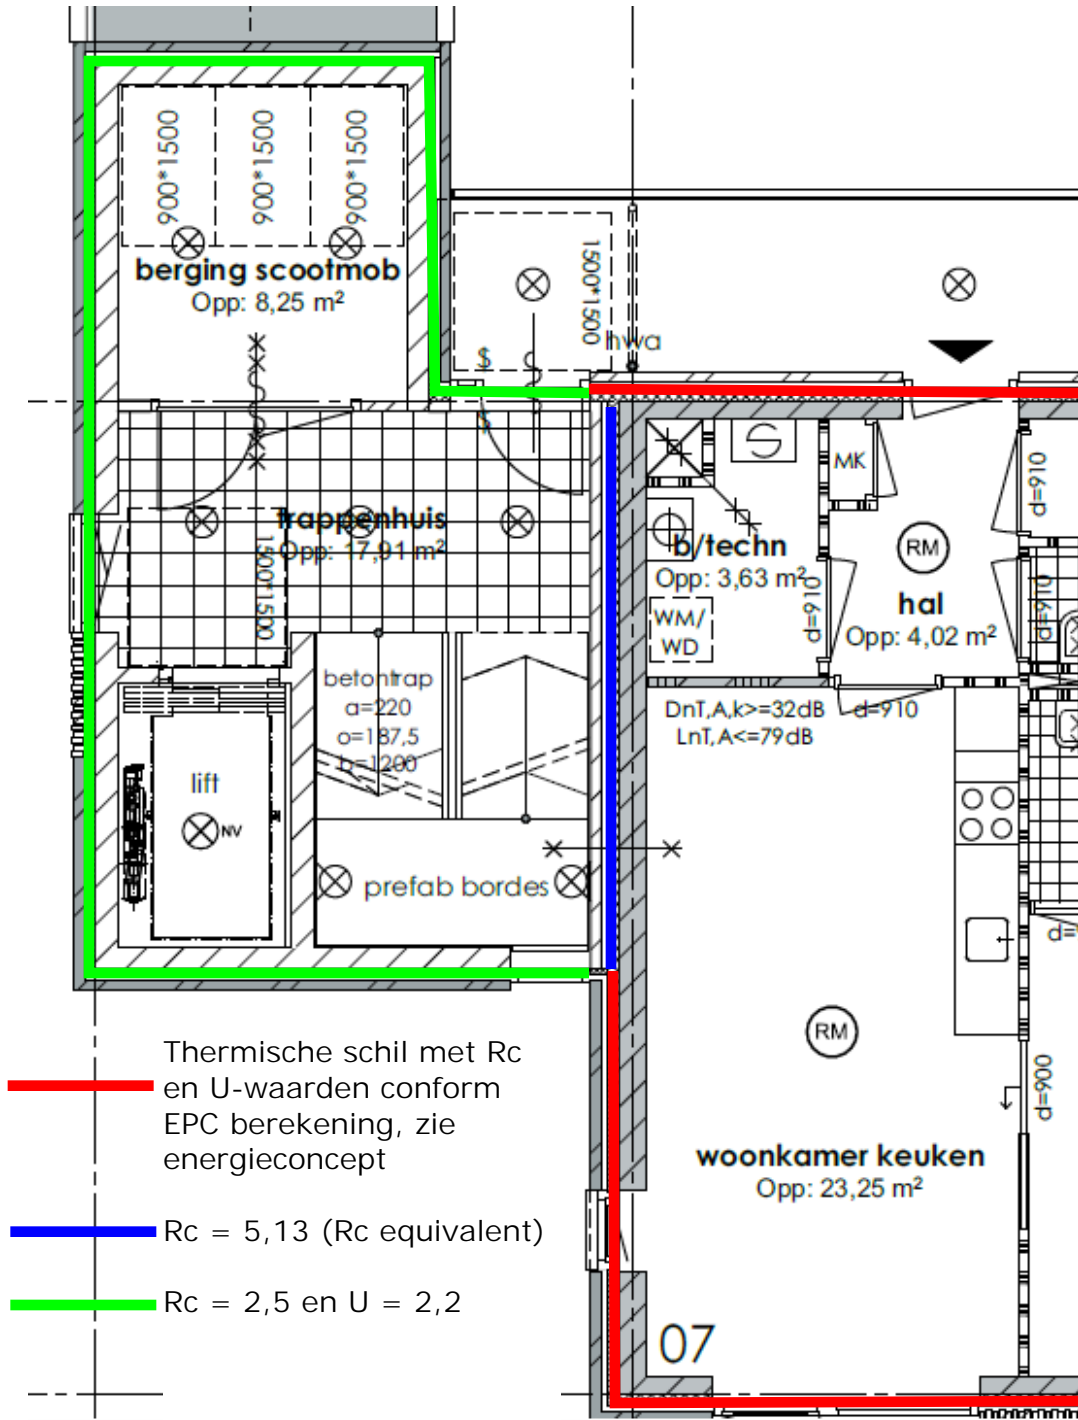 900*1500
900*1500
900*1500
berging scootmob
Opp: 8,25 m²
1500*1500
hwa
$
$
trappenhuis
Opp: 17,91 m²
1500*1500
MK
RM
b/techn
Opp: 3,63 m²
hal
Opp: 4,02 m²
d=910
d=910
d=910
WM/
WD
betontrap
a=220
o=187,5
b=1200
DnT,A,k>=32dB
LnT,A<=79dB
d=910
lift
NV
prefab bordes
d=
RM
d=900
Thermische schil met Rc
en U-waarden conform
EPC berekening, zie
energieconcept
woonkamer keuken
Opp: 23,25 m²
Rc = 5,13 (Rc equivalent)
Rc = 2,5 en U = 2,2
07